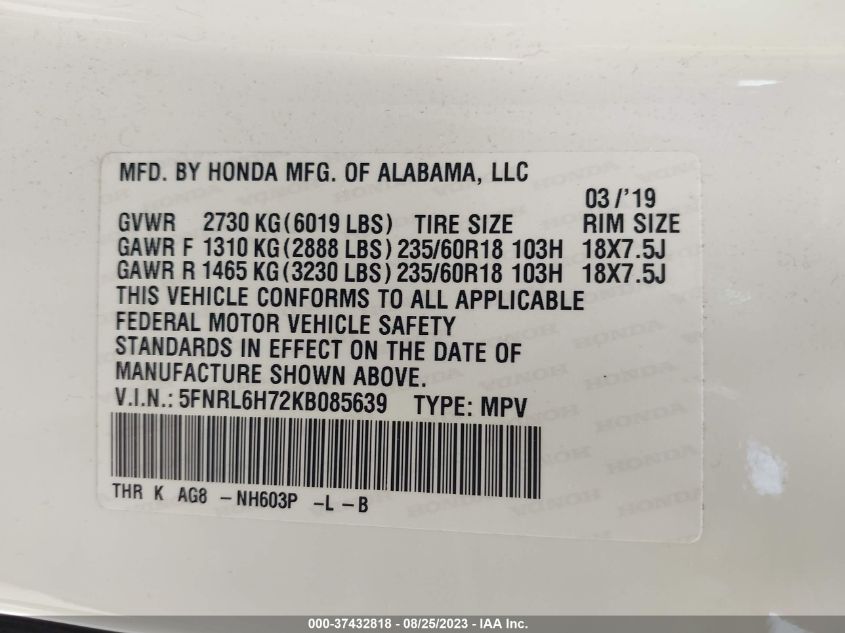 MFD. BY HONDA MFG. OF ALABAMA, LLC
03/'19
GVWR 2730 KG(6019 LBS) TIRE SIZE RIM SIZE
GAWR F 1310 KG(2888 LBS)235/60R18 103H 18X7.5J
GAWR R 1465 KG(3230 LBS)235/60R18 103H 18X7.5J
THIS VEHICLE CONFORMS TO ALL APPLICABLE
FEDERAL MOTOR VEHICLE SAFETY
STANDARDS IN EFFECT ON THE DATE OF
MANUFACTURE SHOWN ABOVE.
V.I.N.: 5FNRL6H72KB085639 TYPE: MPV
THR K AG8 -NH603P -L -B
000-37432818 - 08/25/2023 - IAA Inc.